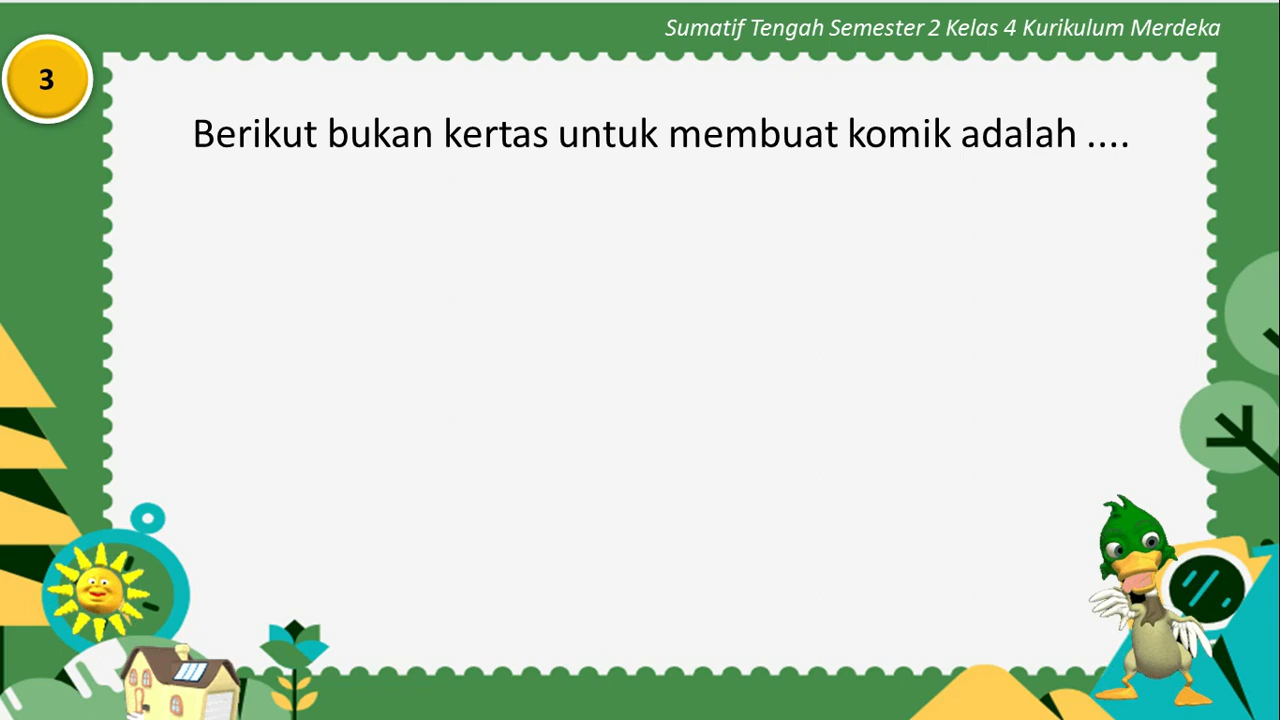 Sumatif Tengah Semester 2 Kelas 4 Kurikulum Merdeka
3
Berikut bukan kertas untuk membuat komik adalah ....